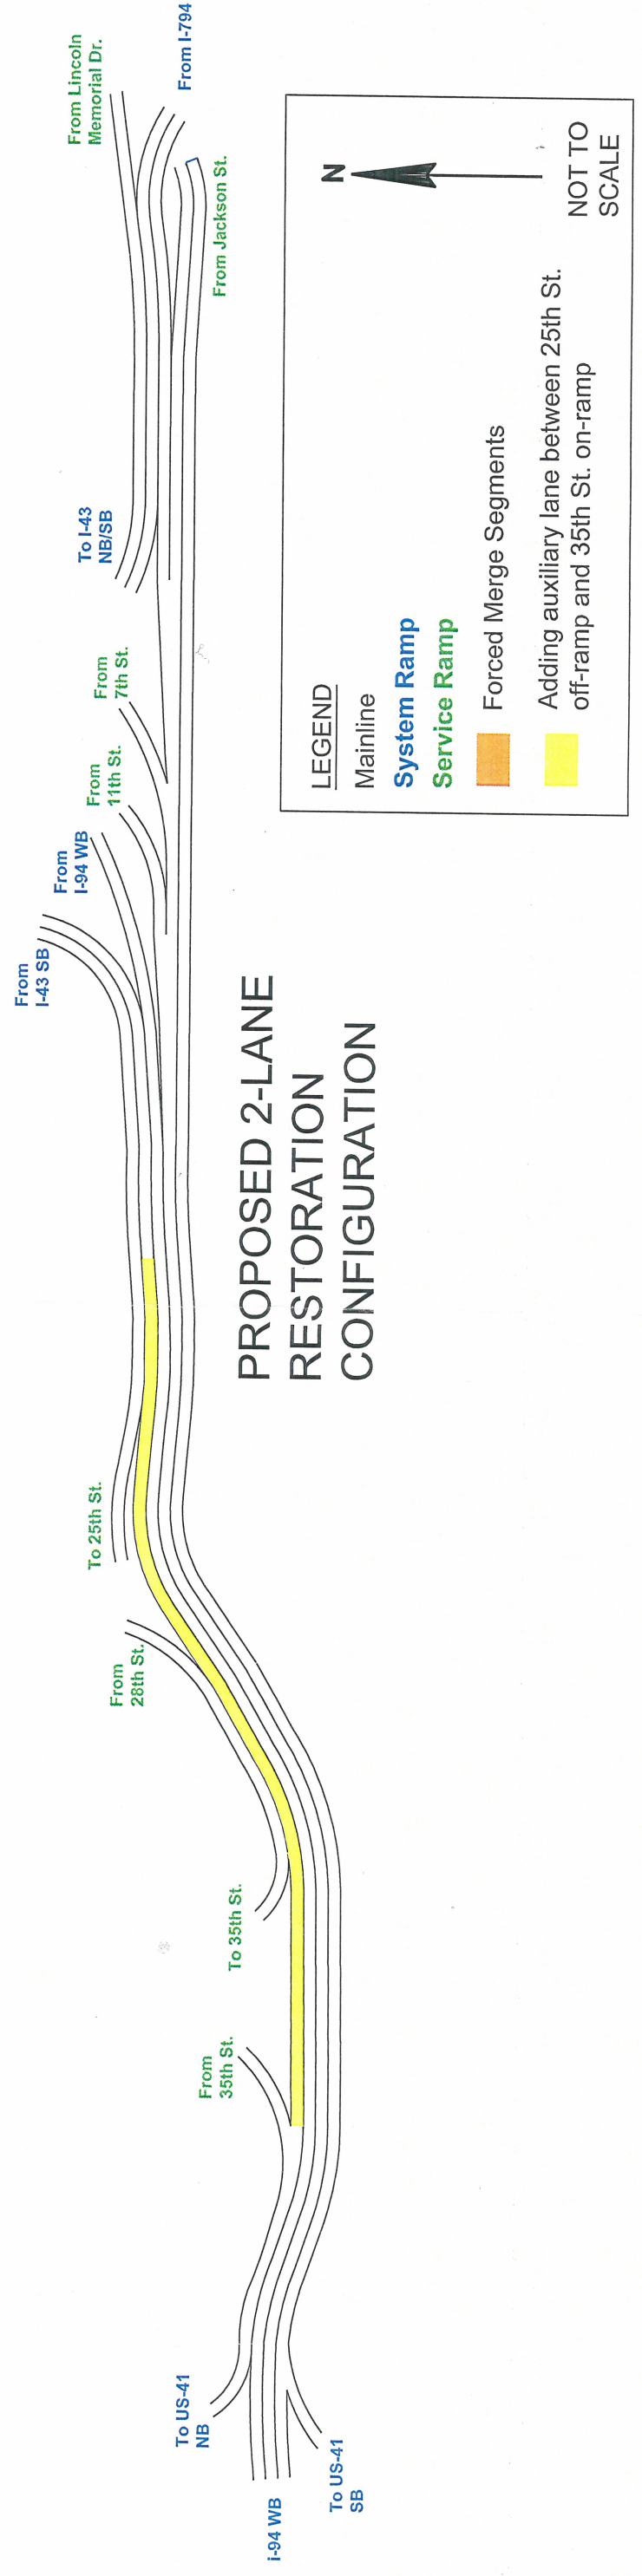 From Lincoln
Memorial Dr.
From I-794
From Jackson St.
To I-43
NB/SB
From
7th St.
From
11th St.
From
I-94 WB
From
I-43 SB
To 25th St.
From
28th St.
To 35th St.
From
35th St.
To US-41
NB
i-94 WB
To US-41
SB
PROPOSED 2-LANE
RESTORATION
CONFIGURATION
LEGEND
Mainline
System Ramp
Service Ramp
Forced Merge Segments
Adding auxiliary lane between 25th St.
off-ramp and 35th St. on-ramp
N
NOT TO
SCALE